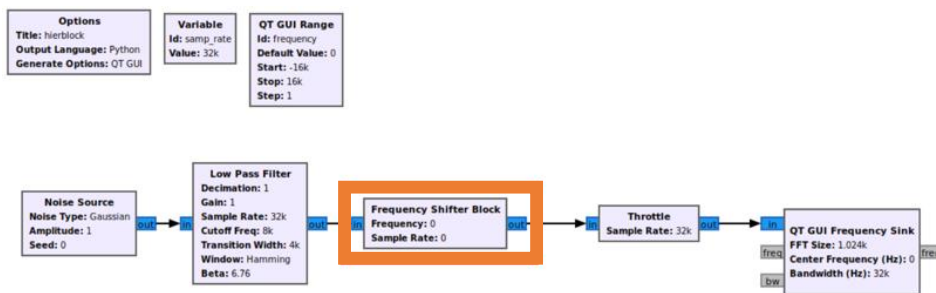 Options
Title: hierblock
Output Language: Python
Generate Options: QT GUI
Variable
Id: samp_rate
Value: 32k
QT GUI Range
Id: frequency
Default Value: 0
Start: -16k
Stop: 16k
Step: 1
Noise Source
Noise Type: Gaussian
Amplitude: 1
Seed: 0
out
in
Low Pass Filter
Decimation: 1
Gain: 1
Sample Rate: 32k
Cutoff Freq: 8k
Transition Width: 4k
Window: Hamming
Beta: 6.76
out
in
Frequency Shifter Block
Frequency: 0
Sample Rate: 0
out
in
Throttle
Sample Rate: 32k
out
in
freq
bw
QT GUI Frequency Sink
FFT Size: 1.024k
Center Frequency (Hz): 0
Bandwidth (Hz): 32k